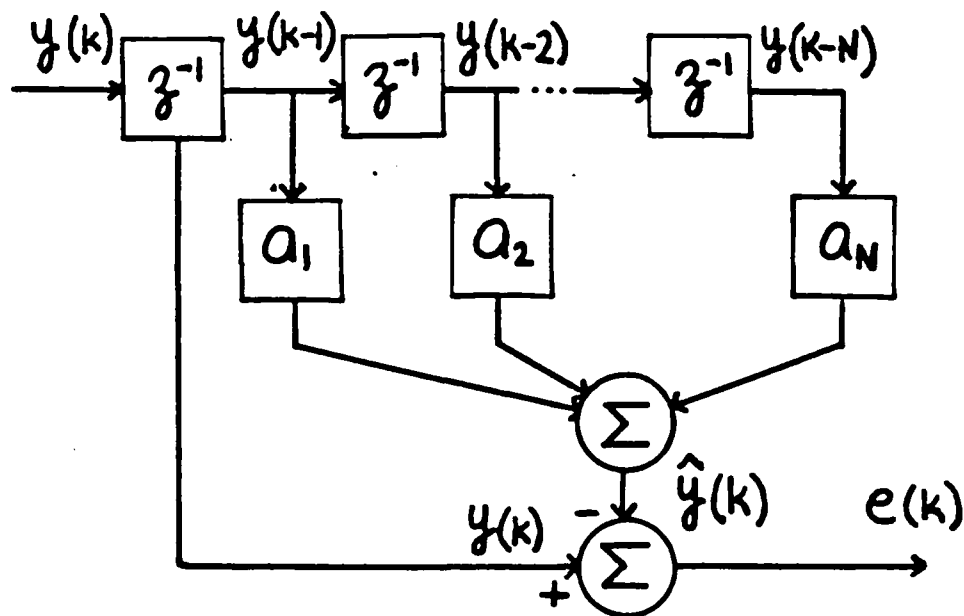 y(k) y(k-1) y(k-2) y(k-N)
z⁻¹ z⁻¹ ... z⁻¹
a₁ a₂ a_N
Σ
- ŷ(k) e(k)
y(k) + Σ